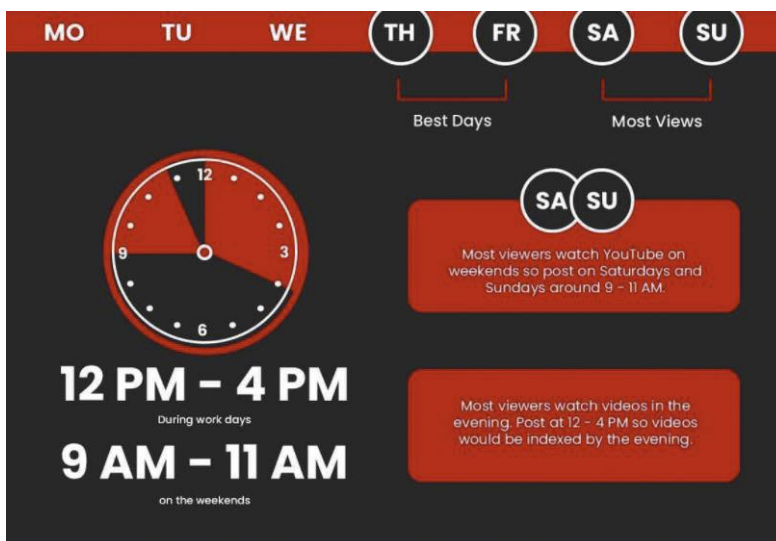 MO TU WE TH FR SA SU
Best Days
Most Views
12
3
6
9
12 PM - 4 PM
During work days
9 AM - 11 AM
on the weekends
SA SU
Most viewers watch YouTube on
weekends so post on Saturdays and
Sundays around 9 - 11 AM.
Most viewers watch videos in the
evening. Post at 12 - 4 PM so videos
would be indexed by the evening.